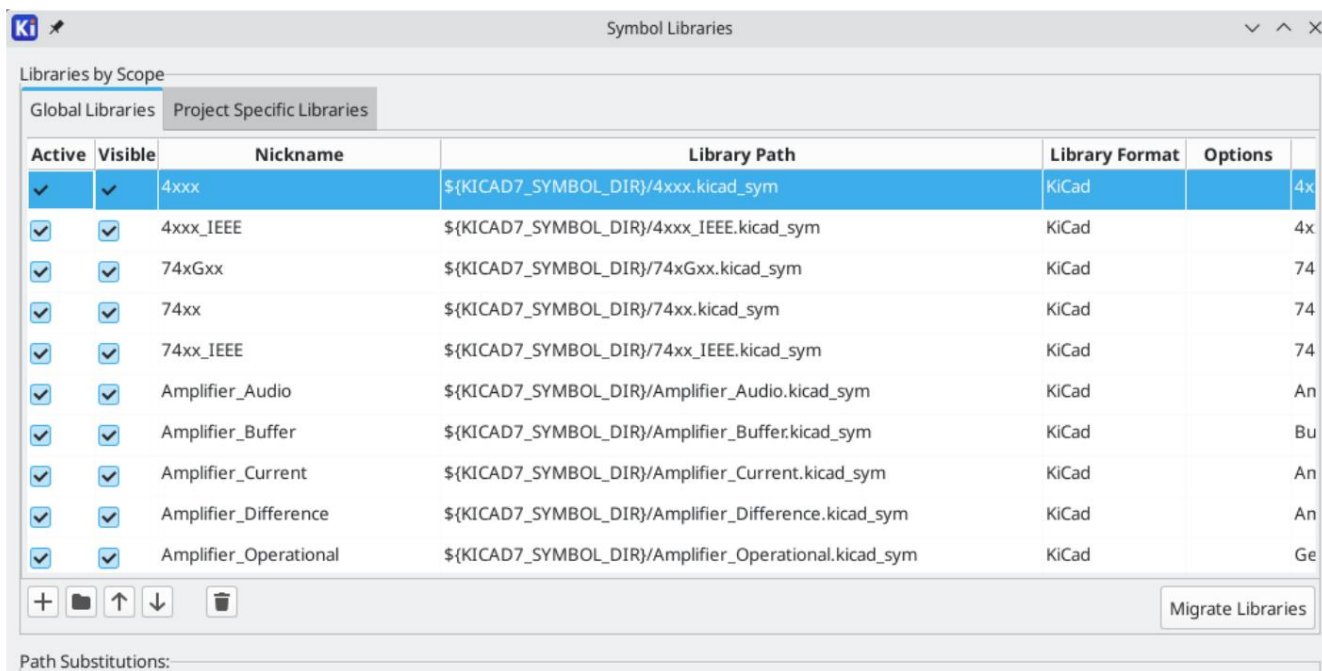 Ki Symbol Libraries
Libraries by Scope
Global Libraries Project Specific Libraries
Active Visible Nickname Library Path Library Format Options
4xxx ${KICAD7_SYMBOL_DIR}/4xxx.kicad_sym KiCad 4x
4xxx_IEEE ${KICAD7_SYMBOL_DIR}/4xxx_IEEE.kicad_sym KiCad 4x
74xGxx ${KICAD7_SYMBOL_DIR}/74xGxx.kicad_sym KiCad 74
74xx ${KICAD7_SYMBOL_DIR}/74xx.kicad_sym KiCad 74
74xx_IEEE ${KICAD7_SYMBOL_DIR}/74xx_IEEE.kicad_sym KiCad 74
Amplifier_Audio ${KICAD7_SYMBOL_DIR}/Amplifier_Audio.kicad_sym KiCad Am
Amplifier_Buffer ${KICAD7_SYMBOL_DIR}/Amplifier_Buffer.kicad_sym KiCad Bu
Amplifier_Current ${KICAD7_SYMBOL_DIR}/Amplifier_Current.kicad_sym KiCad Am
Amplifier_Difference ${KICAD7_SYMBOL_DIR}/Amplifier_Difference.kicad_sym KiCad Am
Amplifier_Operational ${KICAD7_SYMBOL_DIR}/Amplifier_Operational.kicad_sym KiCad Ge
Migrate Libraries
Path Substitutions: